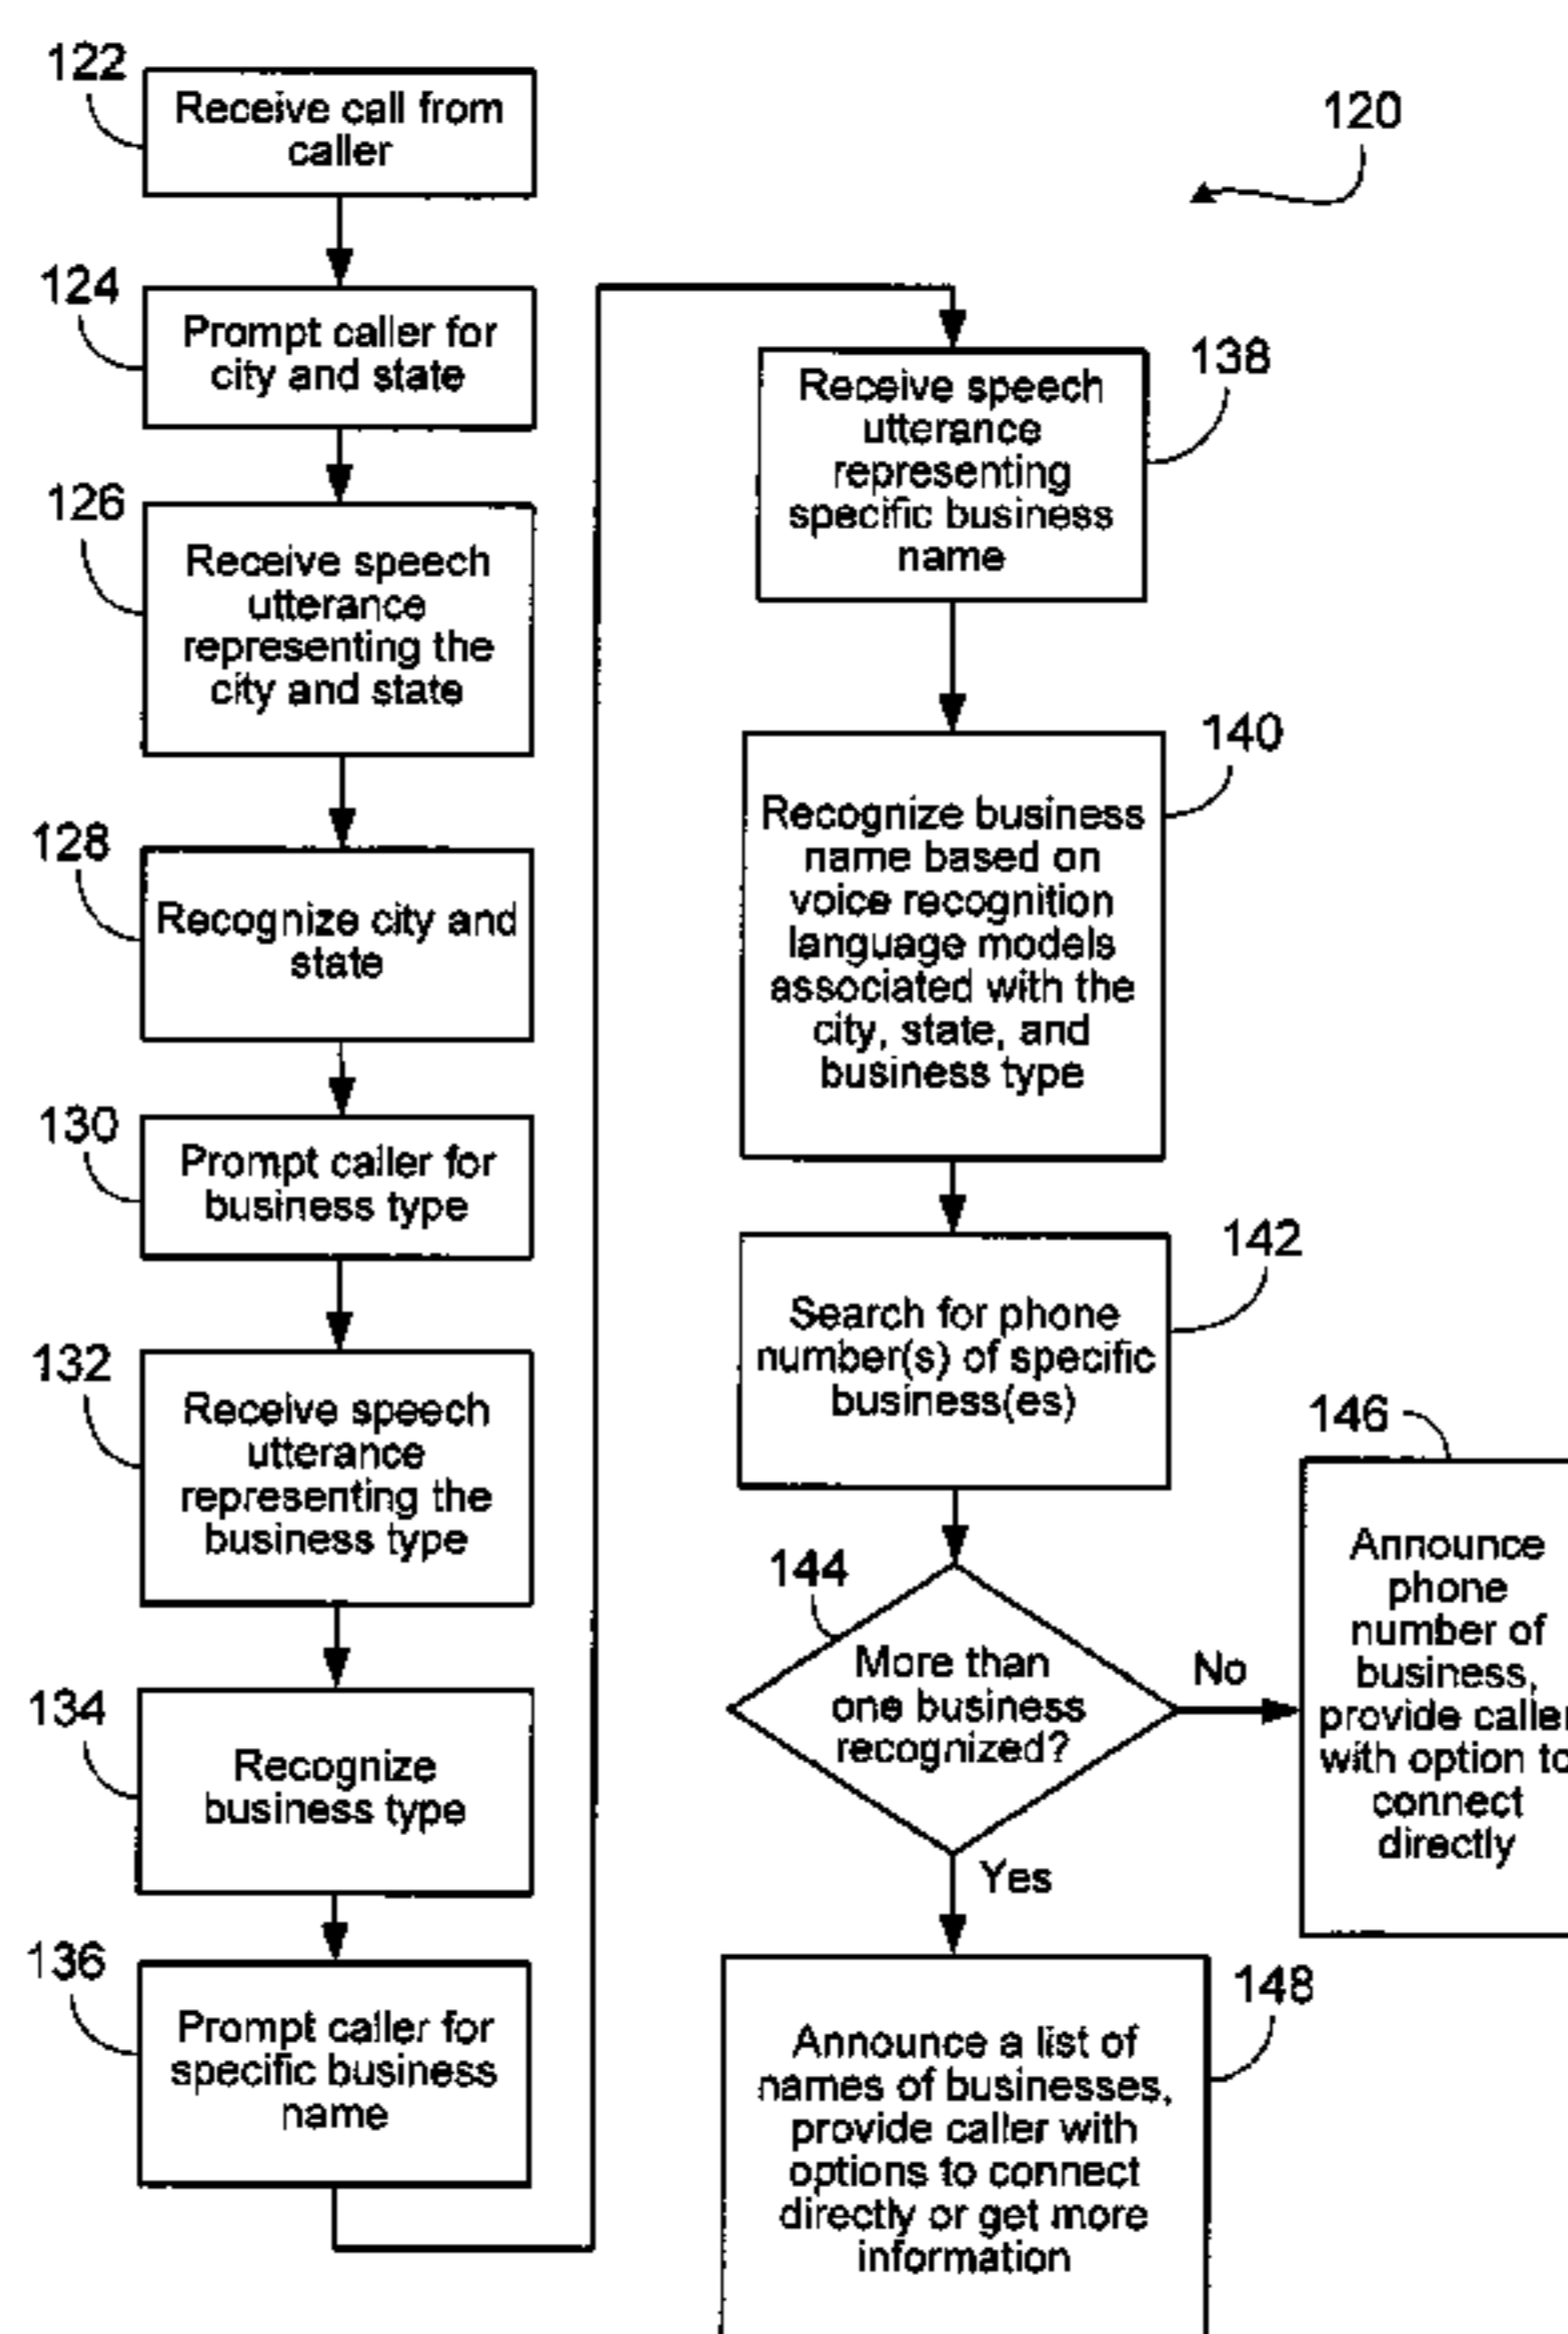 122
Receive call from
caller
124
Prompt caller for
city and state
126
Receive speech
utterance
representing the
city and state
128
Recognize city and
state
130
Prompt caller for
business type
132
Receive speech
utterance
representing the
business type
134
Recognize
business type
136
Prompt caller for
specific business
name
120
138
Receive speech
utterance
representing
specific business
name
140
Recognize business
name based on
voice recognition
language models
associated with the
city, state, and
business type
142
Search for phone
number(s) of specific
business(es)
144
More than
one business
recognized?
No
Yes
146
Announce
phone
number of
business,
provide caller
with option to
connect
directly
148
Announce a list of
names of businesses,
provide caller with
options to connect
directly or get more
information